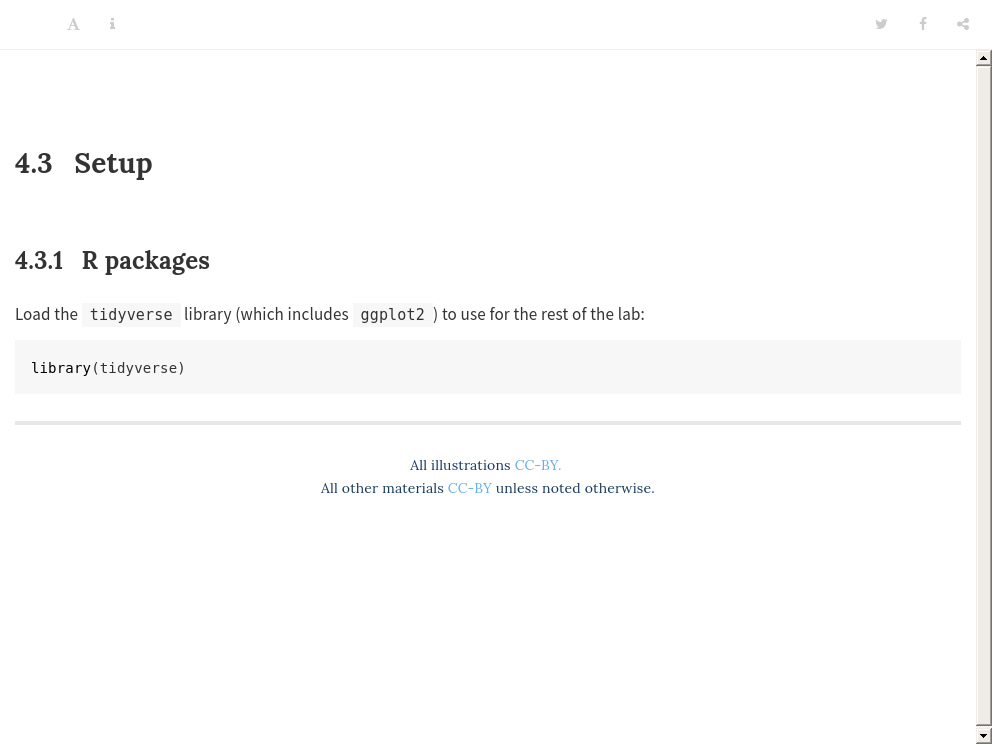 4.3 Setup
4.3.1 R packages
Load the tidyverse library (which includes ggplot2 ) to use for the rest of the lab:
library(tidyverse)
All illustrations CC-BY.
All other materials CC-BY unless noted otherwise.